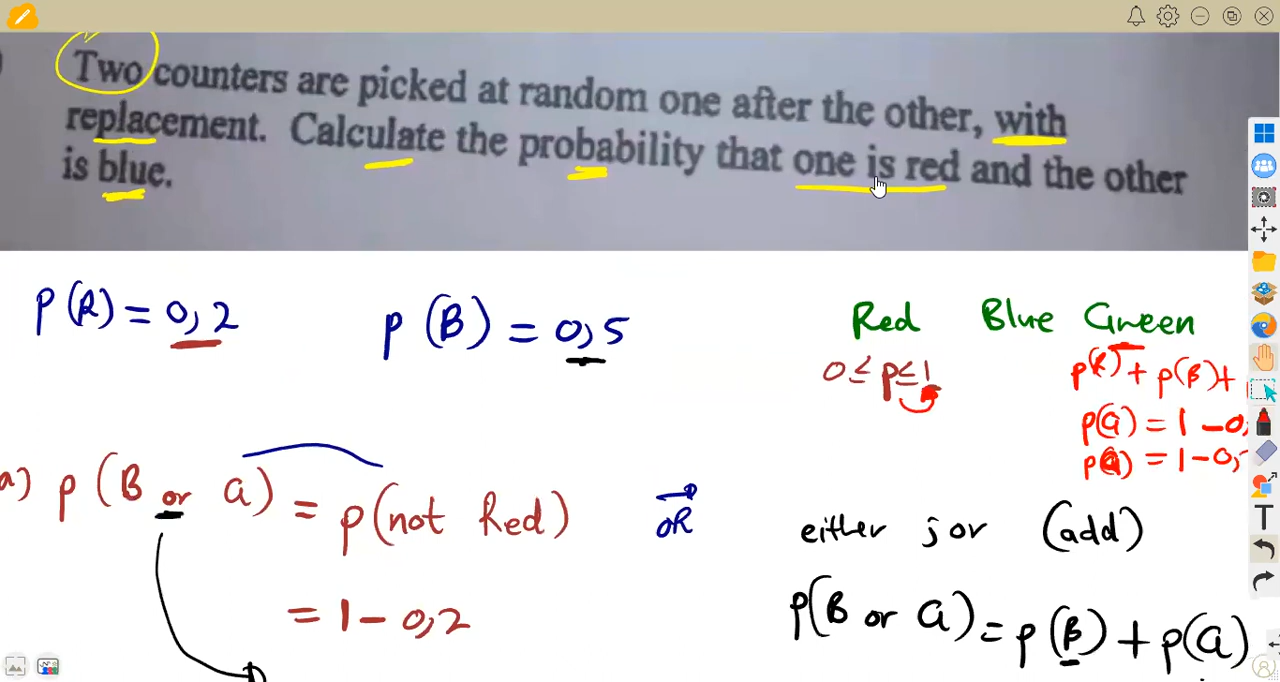 Two counters are picked at random one after the other, with
replacement. Calculate the probability that one is red and the other
is blue.
P(R) = 0,2
P(B) = 0,5
Red Blue Green
0 ≤ P ≤ 1
P(R) + P(B) +
P(G) = 1 - 0,
P(G) = 1 - 0,
a) P(B or G) = P(not Red)
OR
either ; or (add)
= 1 - 0,2
P(B or G) = P(B) + P(G)
T